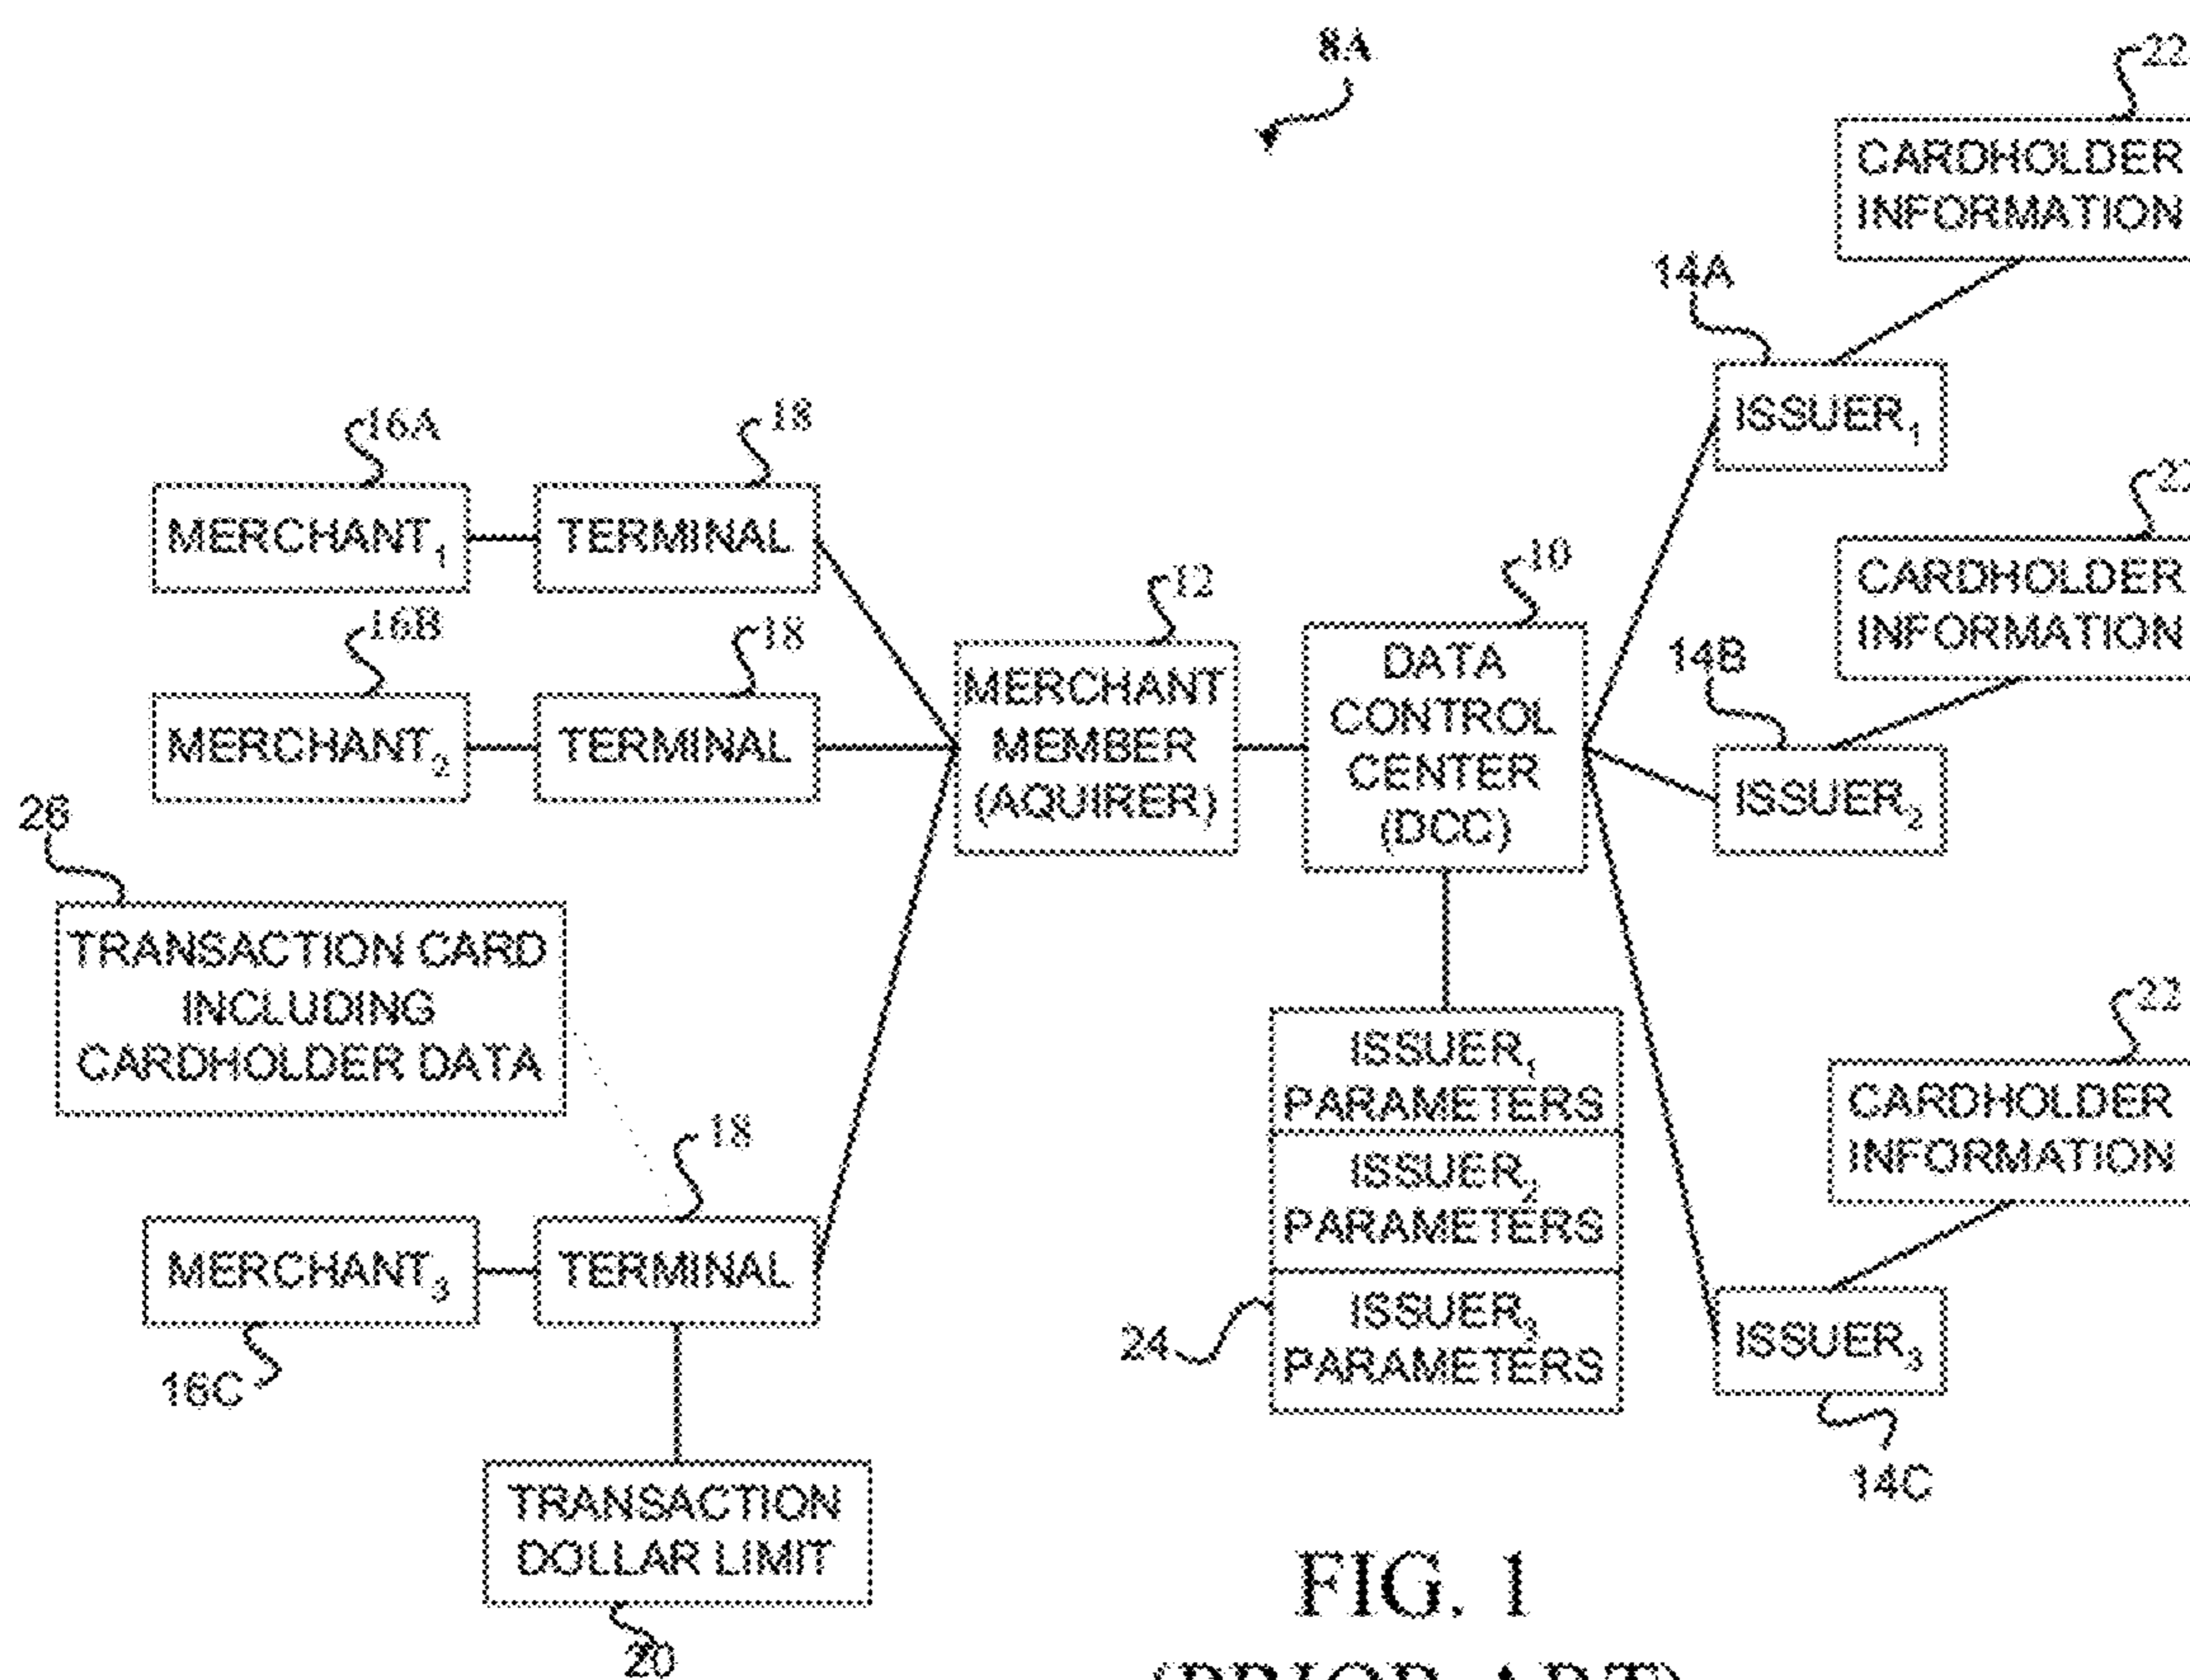 8A
22
CARDHOLDER
INFORMATION
14A
ISSUER₁
16A
18
MERCHANT₁
TERMINAL
22
CARDHOLDER
INFORMATION
10
12
16B
18
14B
MERCHANT₂
TERMINAL
MERCHANT
MEMBER
(AQUIRER)
DATA
CONTROL
CENTER
(DCC)
ISSUER₂
26
TRANSACTION CARD
INCLUDING
CARDHOLDER DATA
22
CARDHOLDER
INFORMATION
ISSUER₁
PARAMETERS
ISSUER₂
PARAMETERS
ISSUER₃
PARAMETERS
24
18
MERCHANT₃
TERMINAL
16C
ISSUER₃
14C
TRANSACTION
DOLLAR LIMIT
20
FIG. 1
(PRIOR ART)